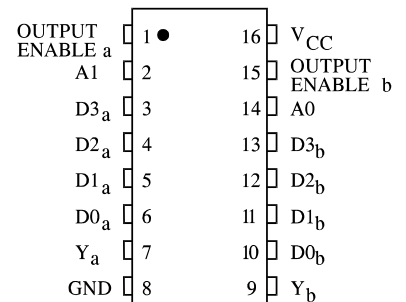 OUTPUT
ENABLE a 1 16 VCC
A1 2 15 OUTPUT
ENABLE b
D3a 3 14 A0
D2a 4 13 D3b
D1a 5 12 D2b
D0a 6 11 D1b
Ya 7 10 D0b
GND 8 9 Yb